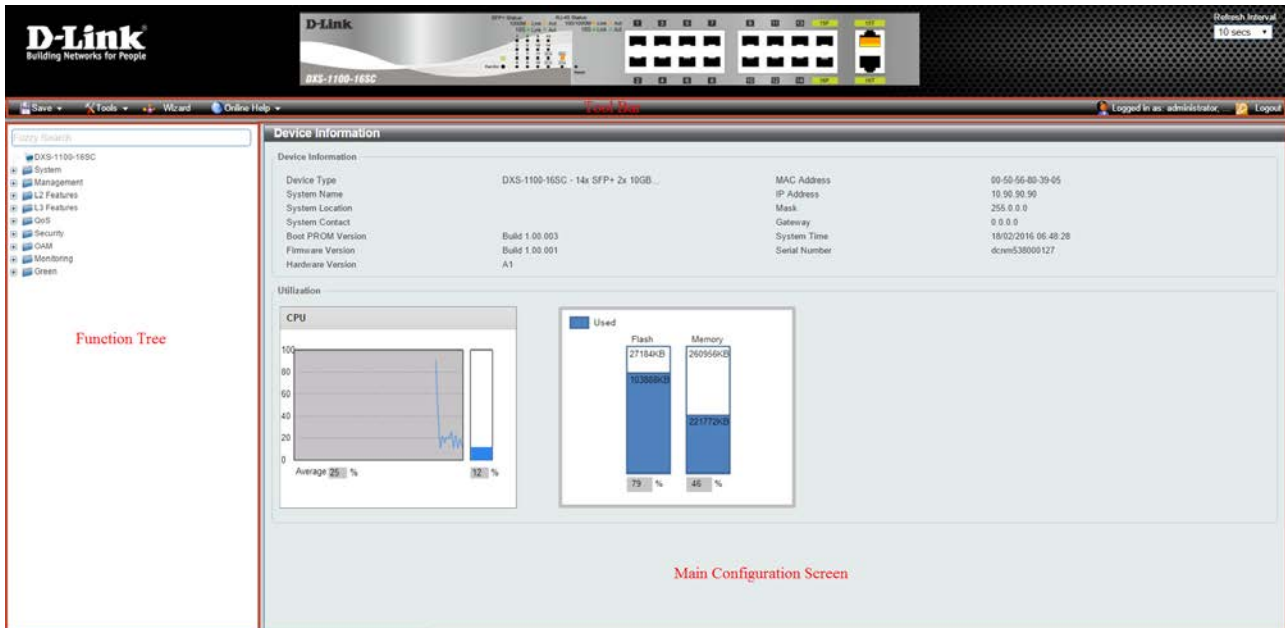 D-Link
Building Networks for People
D-Link
DXS-1100-16SC
Refresh Interval
10 secs
Save
Tools
Wizard
Online Help
Tool Bar
Logged in as: administrator, ...
Logout
Fuzzy Search
DXS-1100-16SC
System
Management
L2 Features
L3 Features
QoS
Security
OAM
Monitoring
Green
Function Tree
Device Information
Device Information
Device Type DXS-1100-16SC - 14x SFP+ 2x 10GB... MAC Address 00-50-56-80-39-05
System Name IP Address 10.90.90.90
System Location Mask 255.0.0.0
System Contact Gateway 0.0.0.0
Boot PROM Version Build 1.00.003 System Time 18/02/2016 06:48:28
Firmware Version Build 1.00.001 Serial Number dcnm538000127
Hardware Version A1
Utilization
CPU
100
80
60
40
20
0
Average 25 % 12 %
Used
Flash Memory
27184KB 260956KB
103888KB
221772KB
79 % 46 %
Main Configuration Screen